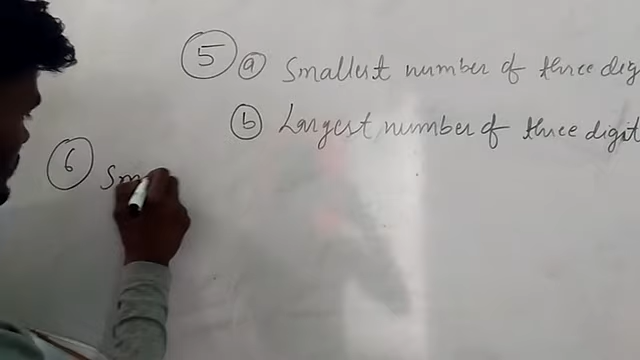 5 a Smallest number of three dig
b Largest number of three digit
6 Sm